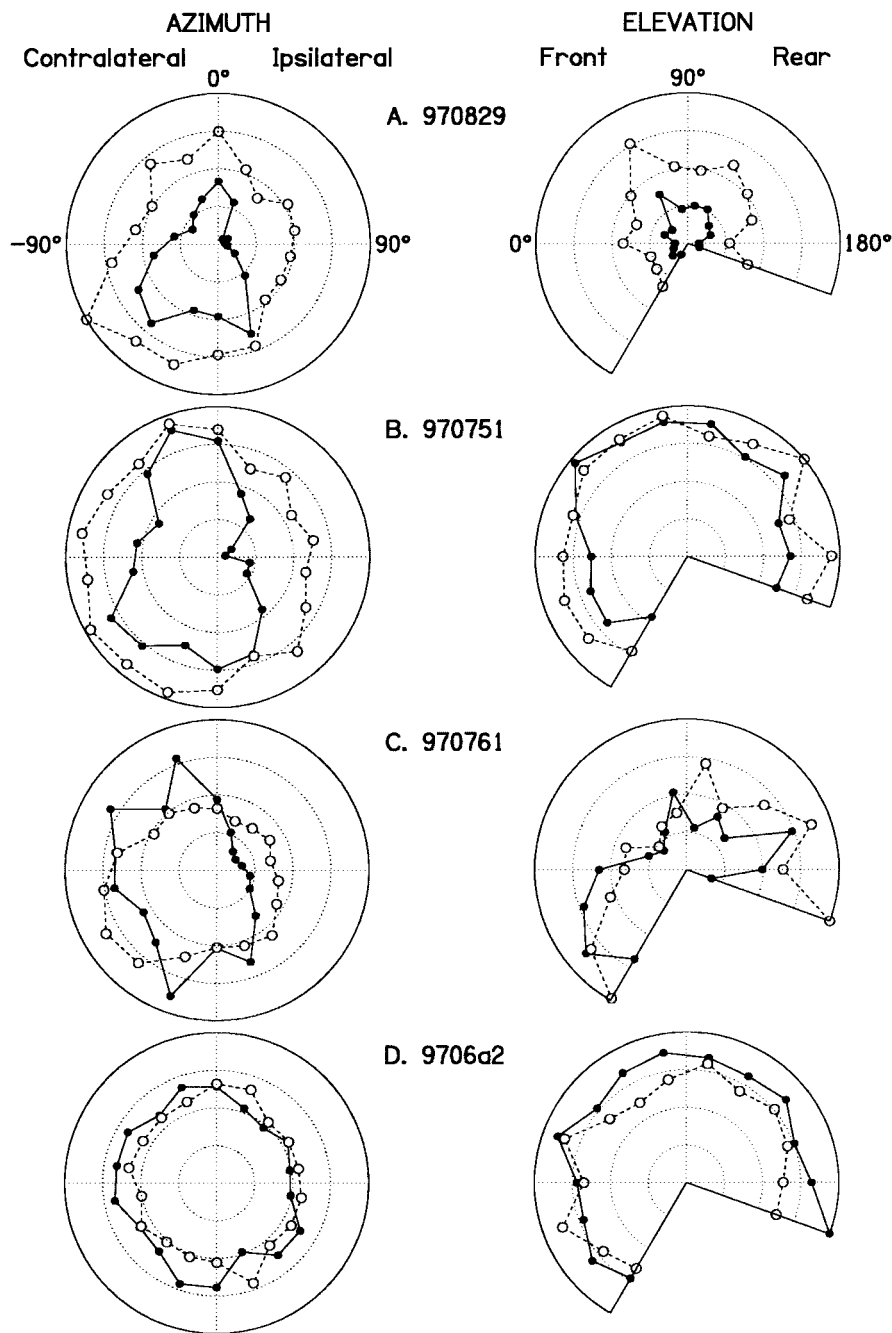 AZIMUTH ELEVATION
Contralateral Ipsilateral Front Rear
0° 90°
A. 970829
-90° 90° 0° 180°
B. 970751
C. 970761
D. 9706a2